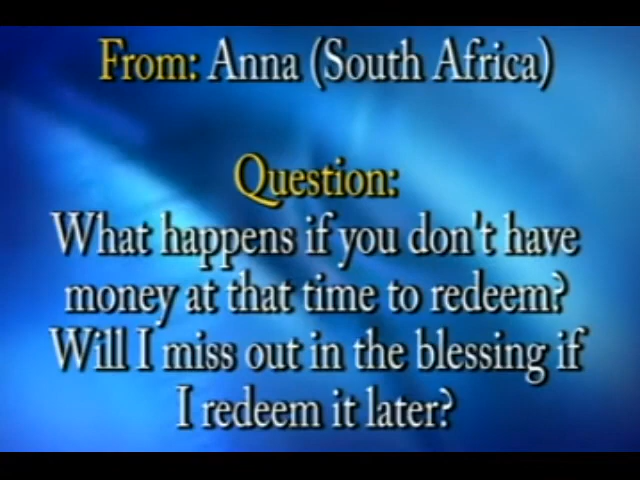 From: Anna (South Africa)
Question:
What happens if you don't have
money at that time to redeem?
Will I miss out in the blessing if
I redeem it later?